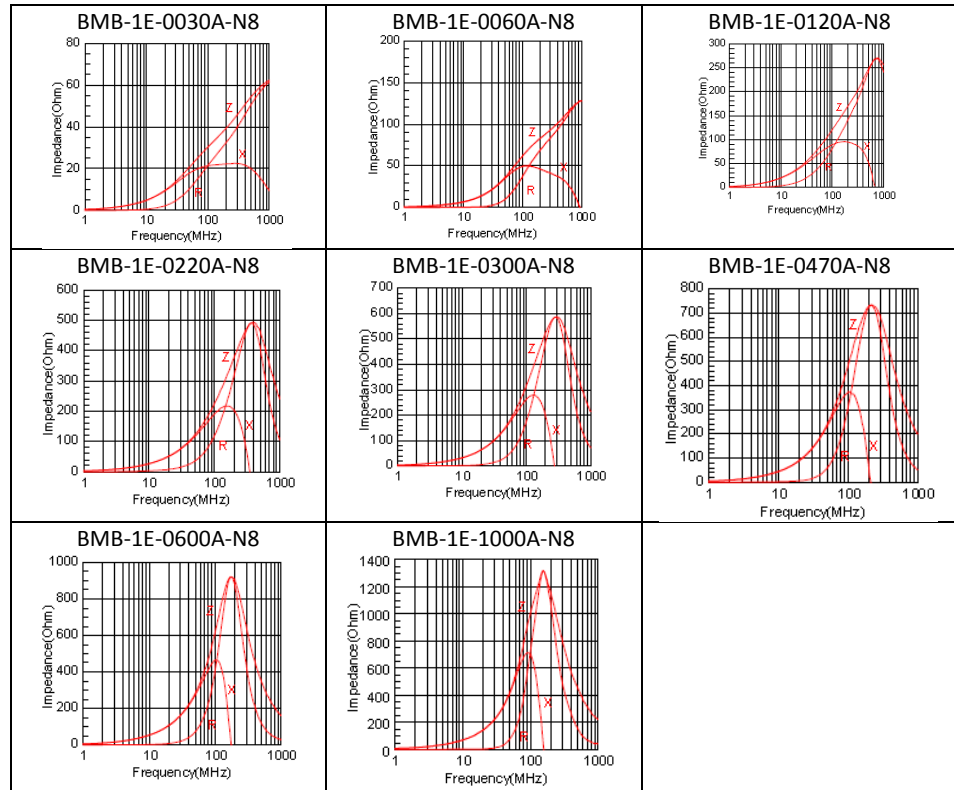 BMB-1E-0030A-N8
80
60
40
20
0
Impedance(Ohm)
Z
X
R
1 10 100 1000
Frequency(MHz)
BMB-1E-0060A-N8
200
150
100
50
0
Impedance(Ohm)
Z
X
R
1 10 100 1000
Frequency(MHz)
BMB-1E-0120A-N8
300
250
200
150
100
50
0
Impedance(Ohm)
Z
X
R
1 10 100 1000
Frequency(MHz)
BMB-1E-0220A-N8
600
500
400
300
200
100
0
Impedance(Ohm)
Z
X
R
1 10 100 1000
Frequency(MHz)
BMB-1E-0300A-N8
700
600
500
400
300
200
100
0
Impedance(Ohm)
Z
X
R
1 10 100 1000
Frequency(MHz)
BMB-1E-0470A-N8
800
700
600
500
400
300
200
100
0
Impedance(Ohm)
Z
X
R
1 10 100 1000
Frequency(MHz)
BMB-1E-0600A-N8
1000
800
600
400
200
0
Impedance(Ohm)
Z
X
R
1 10 100 1000
Frequency(MHz)
BMB-1E-1000A-N8
1400
1200
1000
800
600
400
200
0
Impedance(Ohm)
Z
X
R
1 10 100 1000
Frequency(MHz)